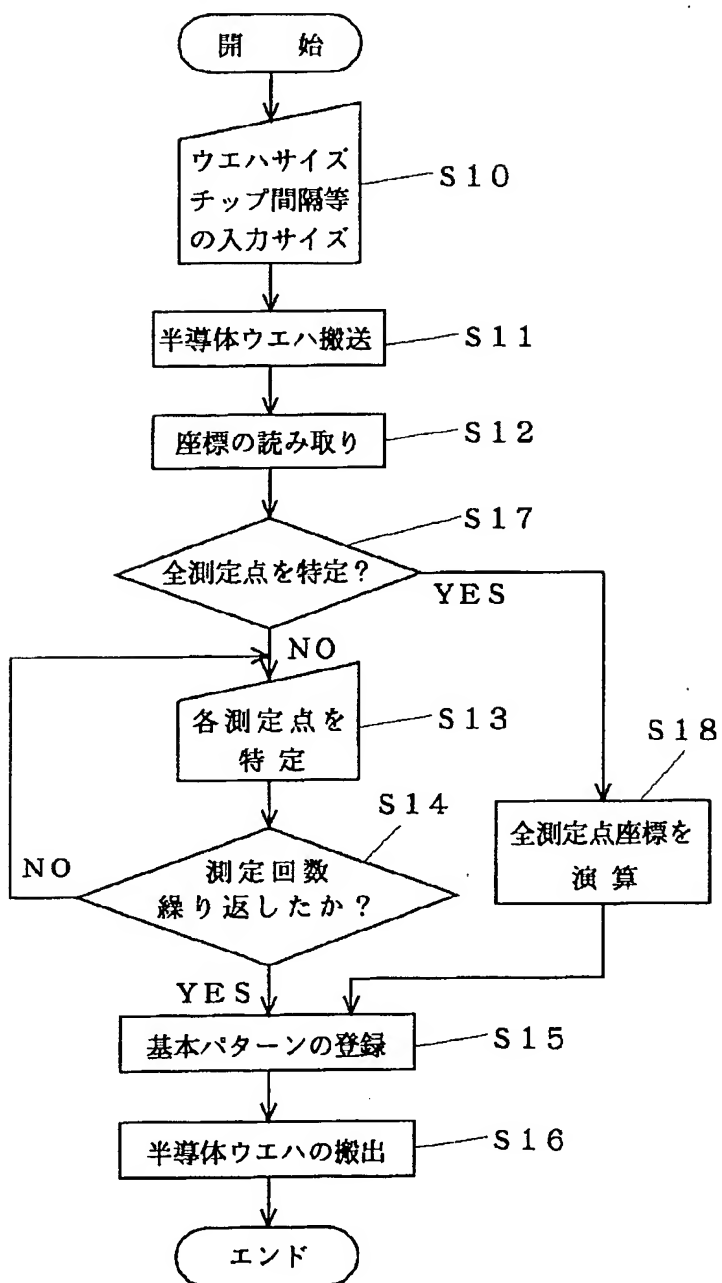 開 始
ウエハサイズ
チップ間隔等
の入力サイズ
S10
半導体ウエハ搬送
S11
座標の読み取り
S12
S17
全測定点を特定?
YES
NO
各測定点を
特定
S13
S18
S14
全測定点座標を
演算
NO
測定回数
繰り返したか?
YES
基本パターンの登録
S15
半導体ウエハの搬出
S16
エンド